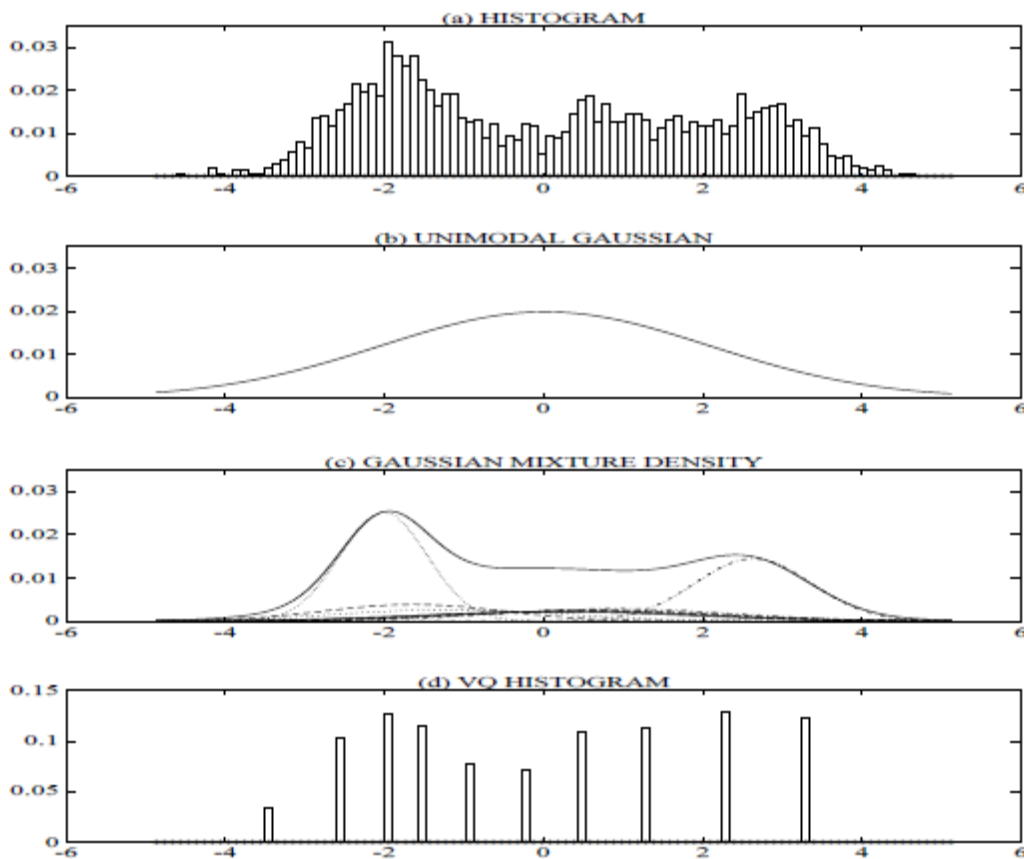 (a) HISTOGRAM
0.03
0.02
0.01
0
-6 -4 -2 0 2 4 6
(b) UNIMODAL GAUSSIAN
0.03
0.02
0.01
0
-6 -4 -2 0 2 4 6
(c) GAUSSIAN MIXTURE DENSITY
0.03
0.02
0.01
0
-6 -4 -2 0 2 4 6
(d) VQ HISTOGRAM
0.15
0.1
0.05
0
-6 -4 -2 0 2 4 6